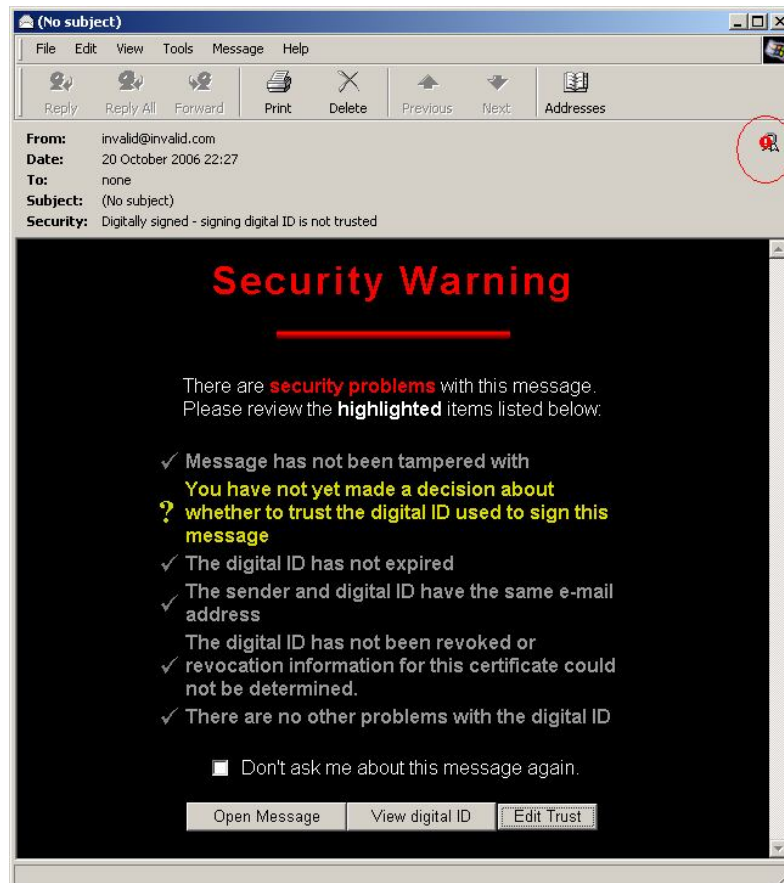 (No subject)
File Edit View Tools Message Help
Reply Reply All Forward Print Delete Previous Next Addresses
From: invalid@invalid.com
Date: 20 October 2006 22:27
To: none
Subject: (No subject)
Security: Digitally signed - signing digital ID is not trusted
Security Warning
There are security problems with this message.
Please review the highlighted items listed below:
Message has not been tampered with
You have not yet made a decision about
? whether to trust the digital ID used to sign this
message
The digital ID has not expired
The sender and digital ID have the same e-mail
address
The digital ID has not been revoked or
revocation information for this certificate could
not be determined.
There are no other problems with the digital ID
Don't ask me about this message again.
Open Message View digital ID Edit Trust